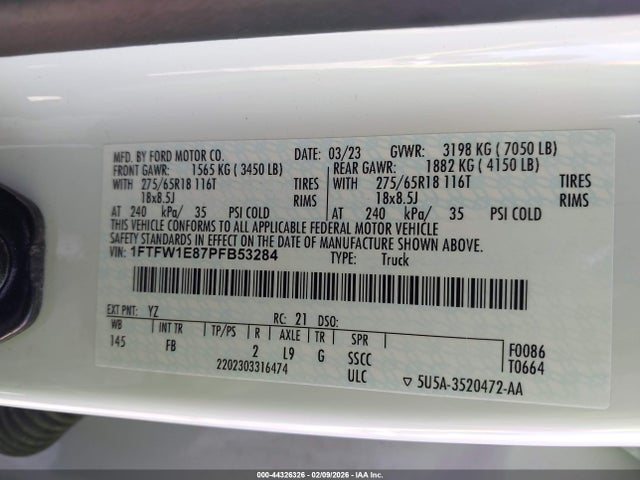 MFD. BY FORD MOTOR CO. DATE: 03/23 GVWR: 3198 KG ( 7050 LB)
FRONT GAWR: 1565 KG ( 3450 LB) REAR GAWR: 1882 KG ( 4150 LB)
WITH 275/65R18 116T TIRES WITH 275/65R18 116T TIRES
18x8.5J RIMS 18x8.5J RIMS
AT 240 kPa/ 35 PSI COLD AT 240 kPa/ 35 PSI COLD
THIS VEHICLE CONFORMS TO ALL APPLICABLE FEDERAL MOTOR VEHICLE
SAFETY STANDARDS IN EFFECT ON THE DATE OF MANUFACTURE SHOWN ABOVE.
VIN: 1FTFW1E87PFB53284 TYPE: Truck
EXT PNT: YZ RC: 21 DSO:
WB INT TR TP/PS R AXLE TR SPR F0086
145 FB 2 L9 G SSCC T0664
2202303316474 ULC ▽ 5U5A-3520472-AA
000-44326326 - 02/09/2026 - IAA Inc.